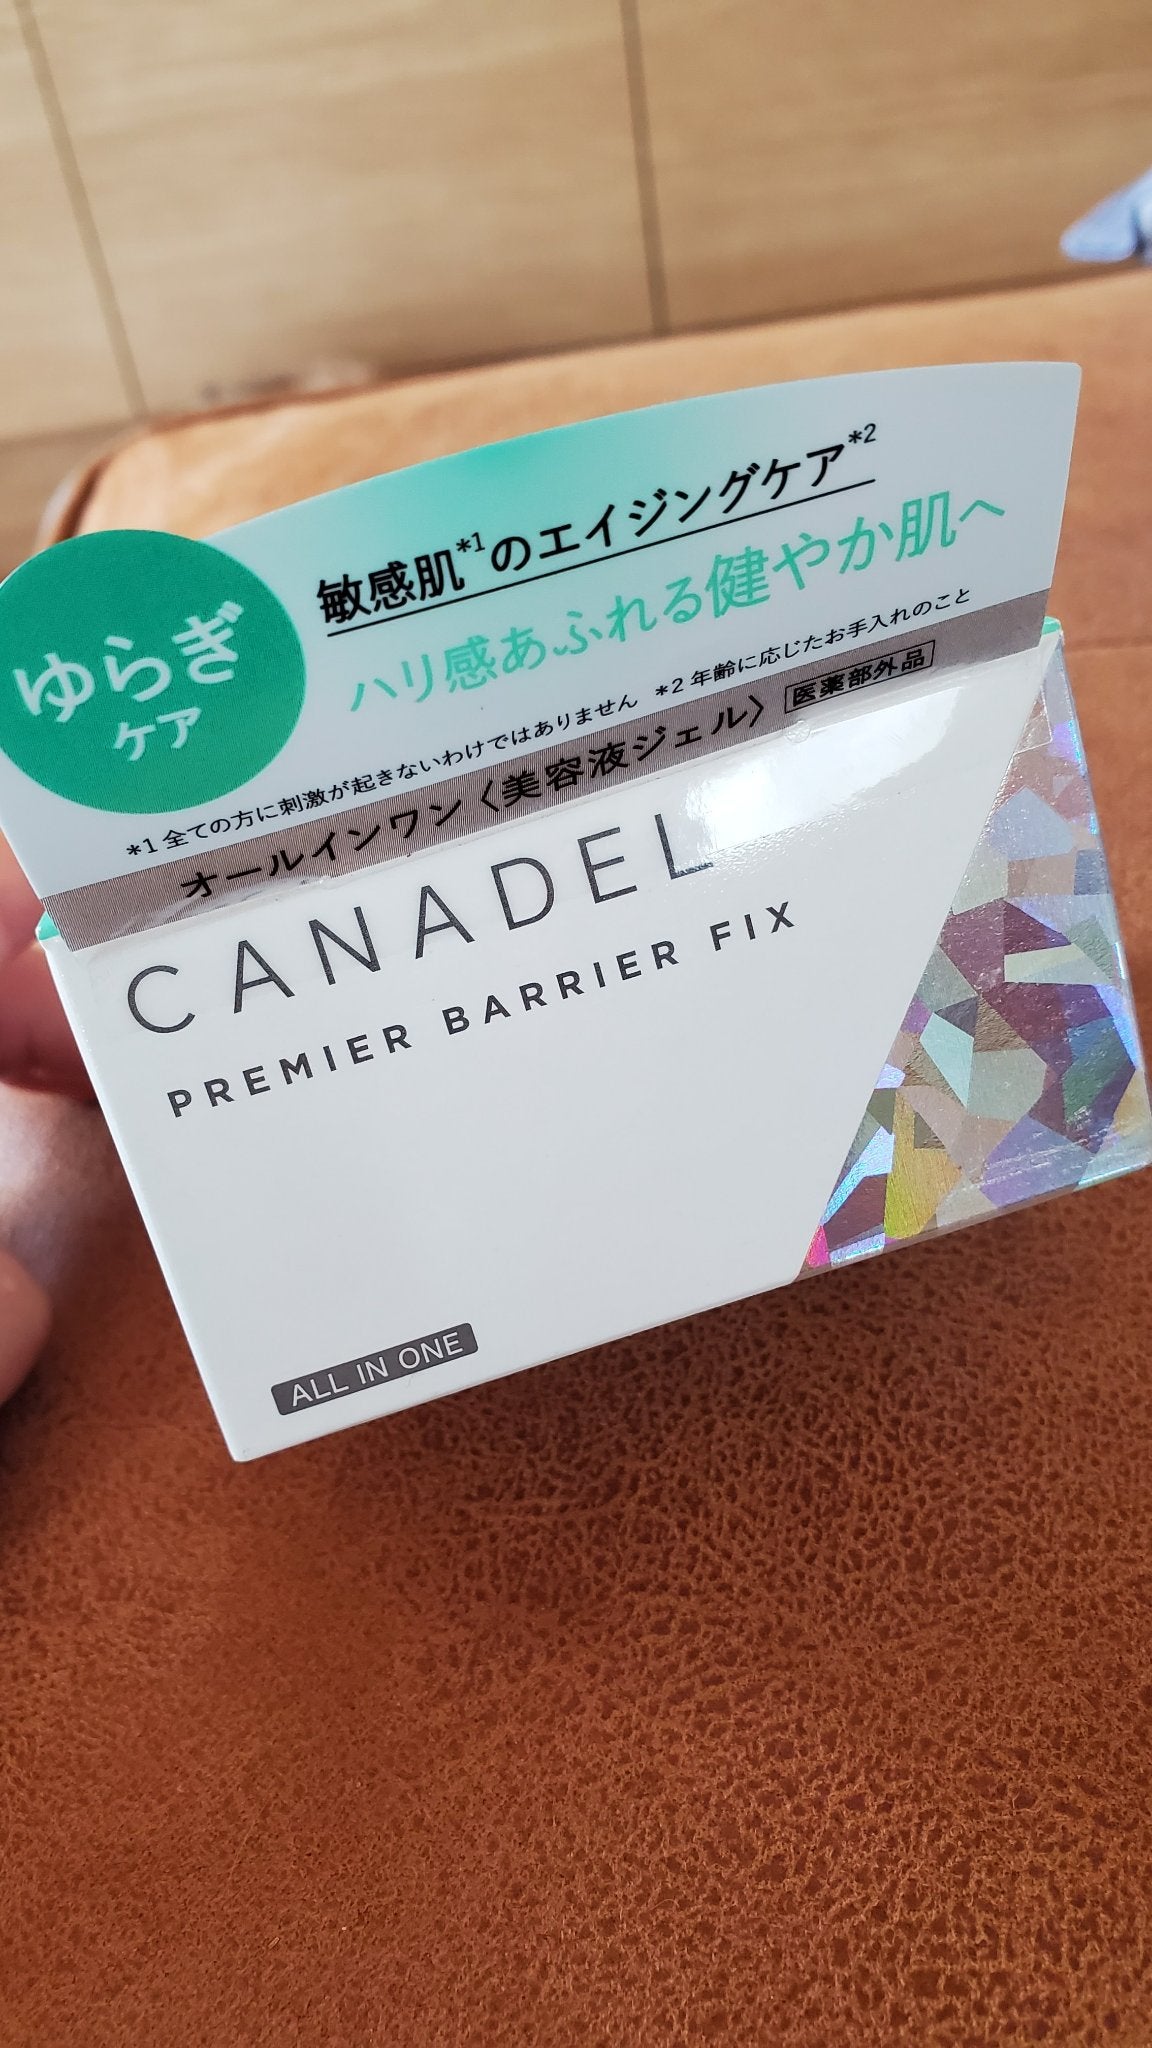 ゆらぎ
ケア
敏感肌*1のエイジングケア*2
ハリ感あふれる健やか肌へ
*1 全ての方に刺激が起きないわけではありません *2 年齢に応じたお手入れのこと
オールインワン〈美容液ジェル〉 医薬部外品
CANADEL
PREMIER BARRIER FIX
ALL IN ONE